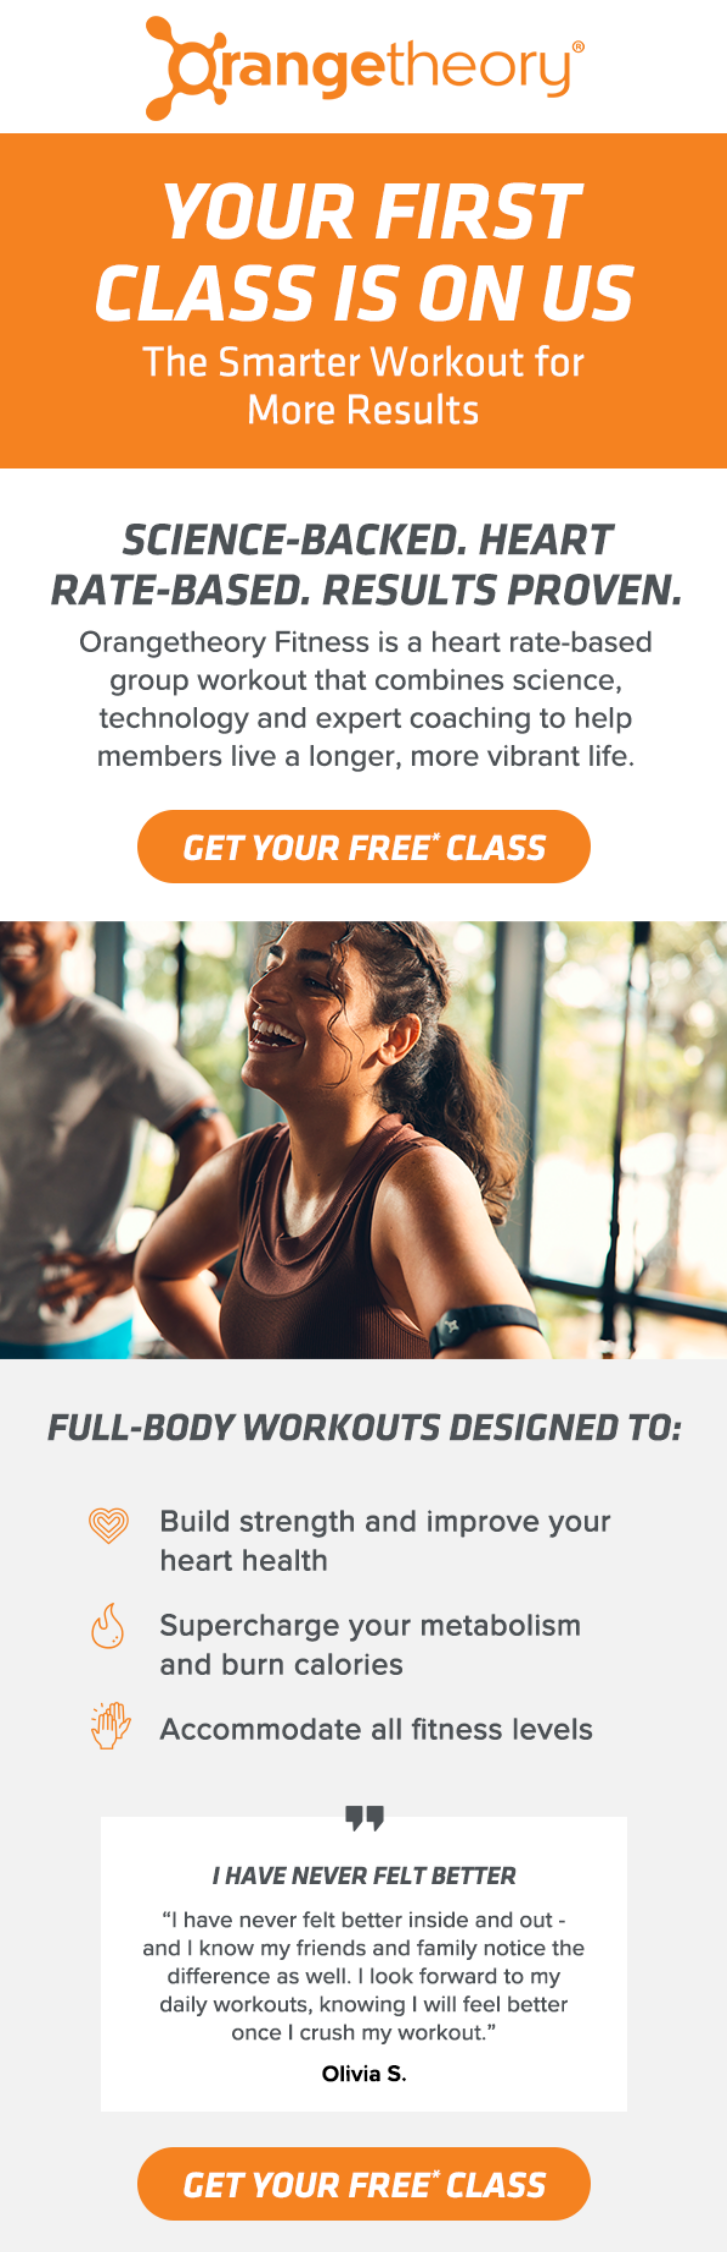 orangetheory®
YOUR FIRST
CLASS IS ON US
The Smarter Workout for
More Results
SCIENCE-BACKED. HEART
RATE-BASED. RESULTS PROVEN.
Orangetheory Fitness is a heart rate-based
group workout that combines science,
technology and expert coaching to help
members live a longer, more vibrant life.
GET YOUR FREE* CLASS
FULL-BODY WORKOUTS DESIGNED TO:
Build strength and improve your
heart health
Supercharge your metabolism
and burn calories
Accommodate all fitness levels
"
I HAVE NEVER FELT BETTER
“I have never felt better inside and out -
and I know my friends and family notice the
difference as well. I look forward to my
daily workouts, knowing I will feel better
once I crush my workout.”
Olivia S.
GET YOUR FREE* CLASS